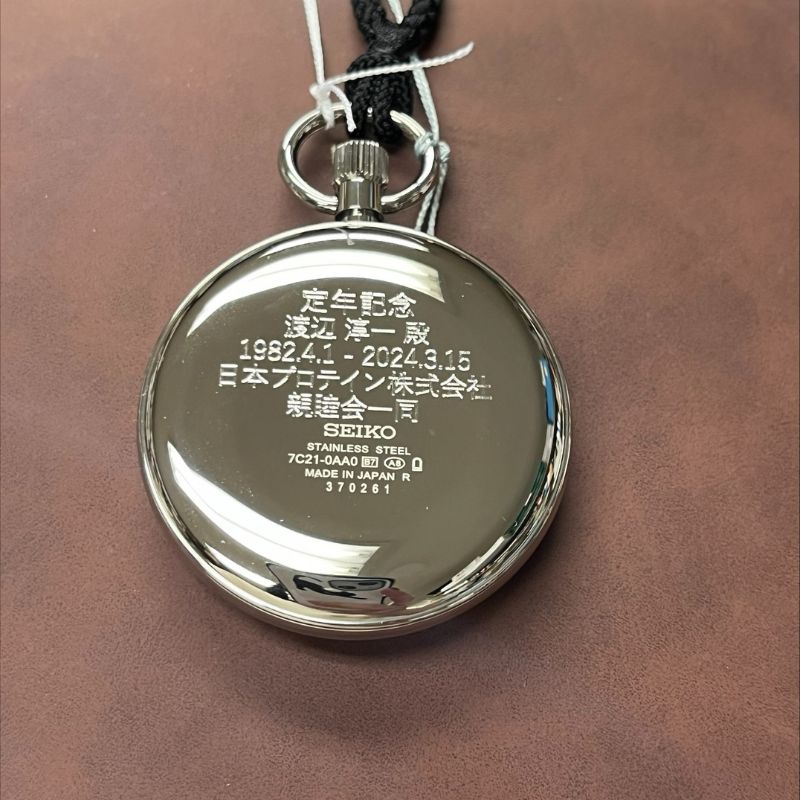 定年記念
渡辺 淳一 殿
1982.4.1 - 2024.3.15
日本プロテイン株式会社
親睦会一同
SEIKO
STAINLESS STEEL
7C21-0AA0 B7 A8
MADE IN JAPAN R
370261